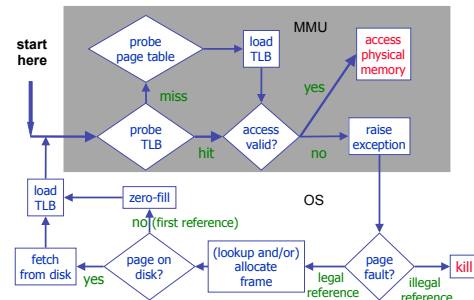 start
here
MMU
probe
page table
load
TLB
access
physical
memory
miss
yes
probe
TLB
hit
access
valid?
no
raise
exception
OS
load
TLB
zero-fill
no (first reference)
fetch
from disk
yes
page on
disk?
(lookup and/or)
allocate
frame
legal
reference
page
fault?
illegal
reference
kill